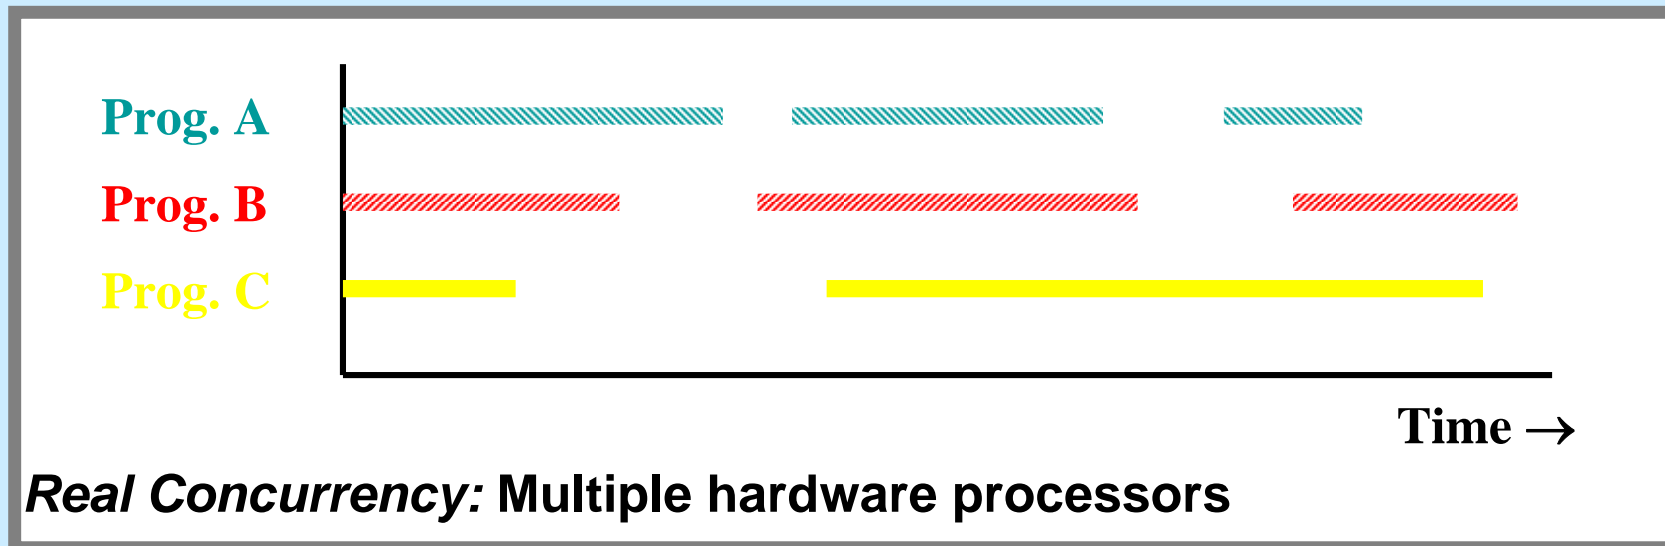 Prog. A
Prog. B
Prog. C
Time →
Real Concurrency: Multiple hardware processors